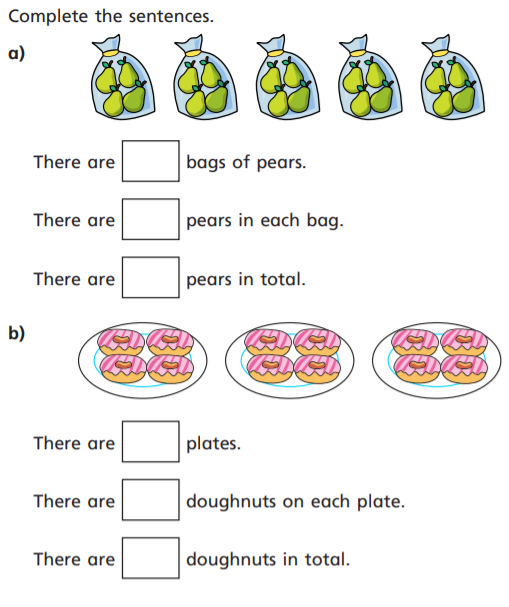 Complete the sentences.
a)
There are bags of pears.
There are pears in each bag.
There are pears in total.
b)
There are plates.
There are doughnuts on each plate.
There are doughnuts in total.